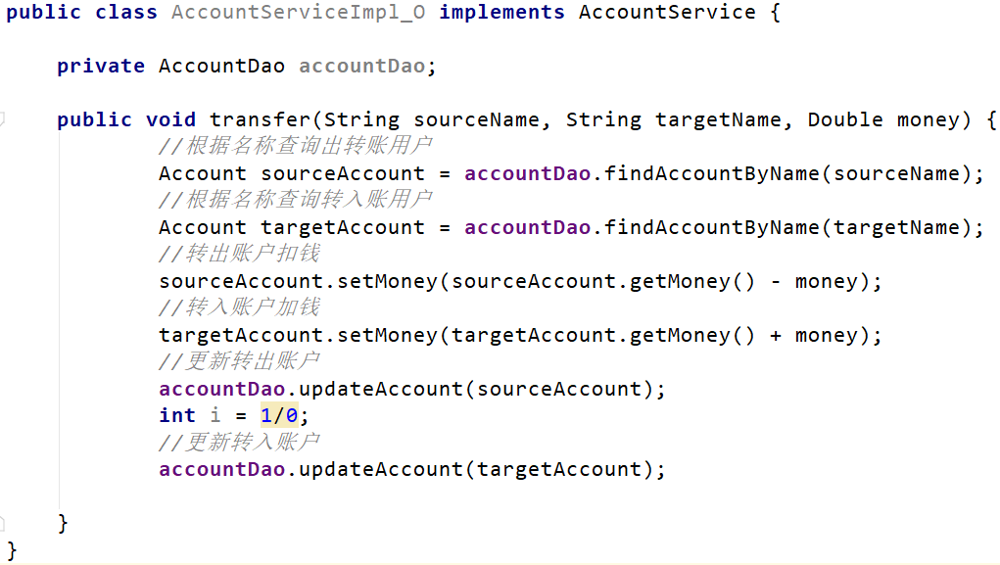 public class AccountServiceImpl_O implements AccountService {
private AccountDao accountDao;
public void transfer(String sourceName, String targetName, Double money) {
//根据名称查询出转账用户
Account sourceAccount = accountDao.findAccountByName(sourceName);
//根据名称查询转入账用户
Account targetAccount = accountDao.findAccountByName(targetName);
//转出账户扣钱
sourceAccount.setMoney(sourceAccount.getMoney() - money);
//转入账户加钱
targetAccount.setMoney(targetAccount.getMoney() + money);
//更新转出账户
accountDao.updateAccount(sourceAccount);
int i = 1/0;
//更新转入账户
accountDao.updateAccount(targetAccount);
}
}